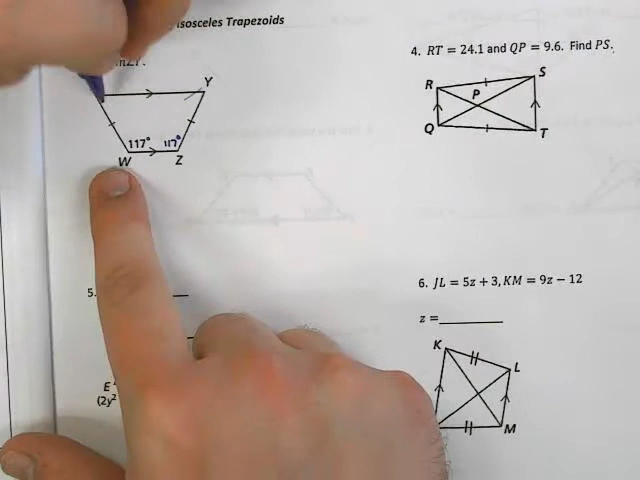 Isosceles Trapezoids
Y
117°
117°
W
Z
4. RT = 24.1 and QP = 9.6. Find PS.
R
S
P
Q
T
5.
6. JL = 5z + 3, KM = 9z − 12
z =
K
L
M
E
(2y²